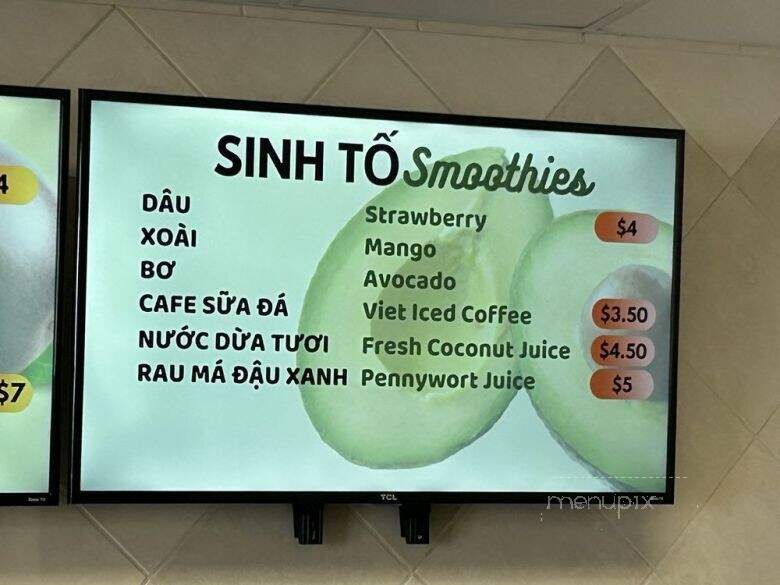 SINH TỐ Smoothies
DÂU Strawberry $4
XOÀI Mango
BƠ Avocado
CAFE SỮA ĐÁ Viet Iced Coffee $3.50
NƯỚC DỪA TƯƠI Fresh Coconut Juice $4.50
RAU MÁ ĐẬU XANH Pennywort Juice $5
4
$7
TCL
menupix